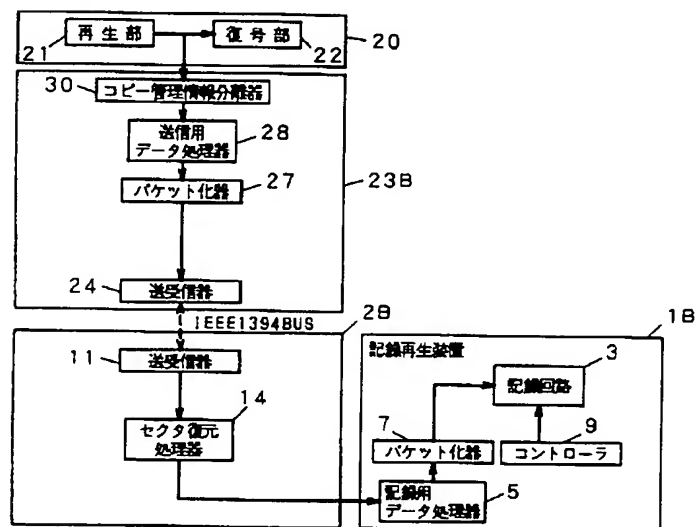 再生部
復号部
21
22
20
30
コピー管理情報分離器
送信用
データ処理器
28
パケット化器
27
23B
24
送受信器
IEEE1394BUS
2B
11
送受信器
14
セクタ復元
処理器
1B
記録再生装置
3
記録回路
7
9
パケット化器
コントローラ
記録用
データ処理器
5